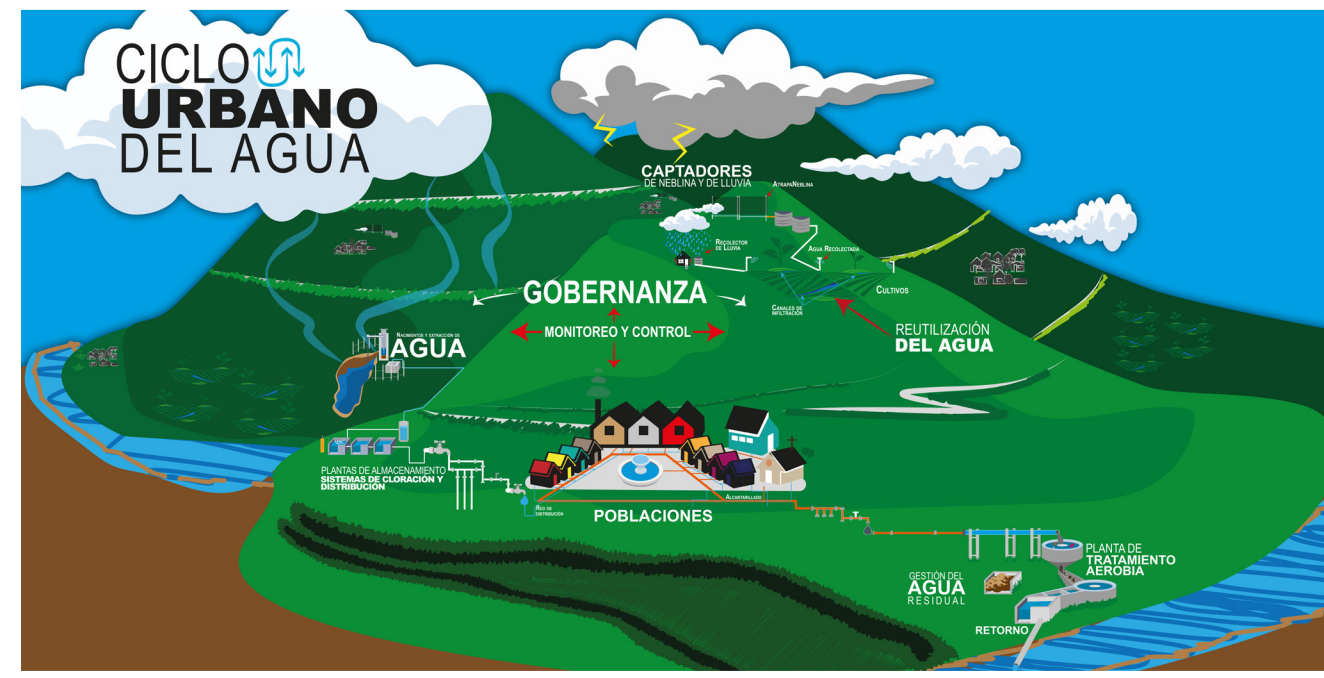 CICLO
URBANO
DEL AGUA
CAPTADORES
DE NEBLINA Y DE LLUVIA
ATRAPANEBLINA
RECOLECTOR
DE LLUVIA
AGUA RECOLECTADA
CULTIVOS
CANALES DE
INFILTRACIÓN
GOBERNANZA
MONITOREO Y CONTROL
REUTILIZACIÓN
DEL AGUA
NACIMIENTOS Y EXTRACCIÓN DE
AGUA
PLANTAS DE ALMACENAMIENTO
SISTEMAS DE CLORACIÓN Y
DISTRIBUCIÓN
RED DE
DISTRIBUCIÓN
ALCANTARILLADO
POBLACIONES
PLANTA DE
TRATAMIENTO
AEROBIA
GESTIÓN DEL
AGUA
RESIDUAL
RETORNO